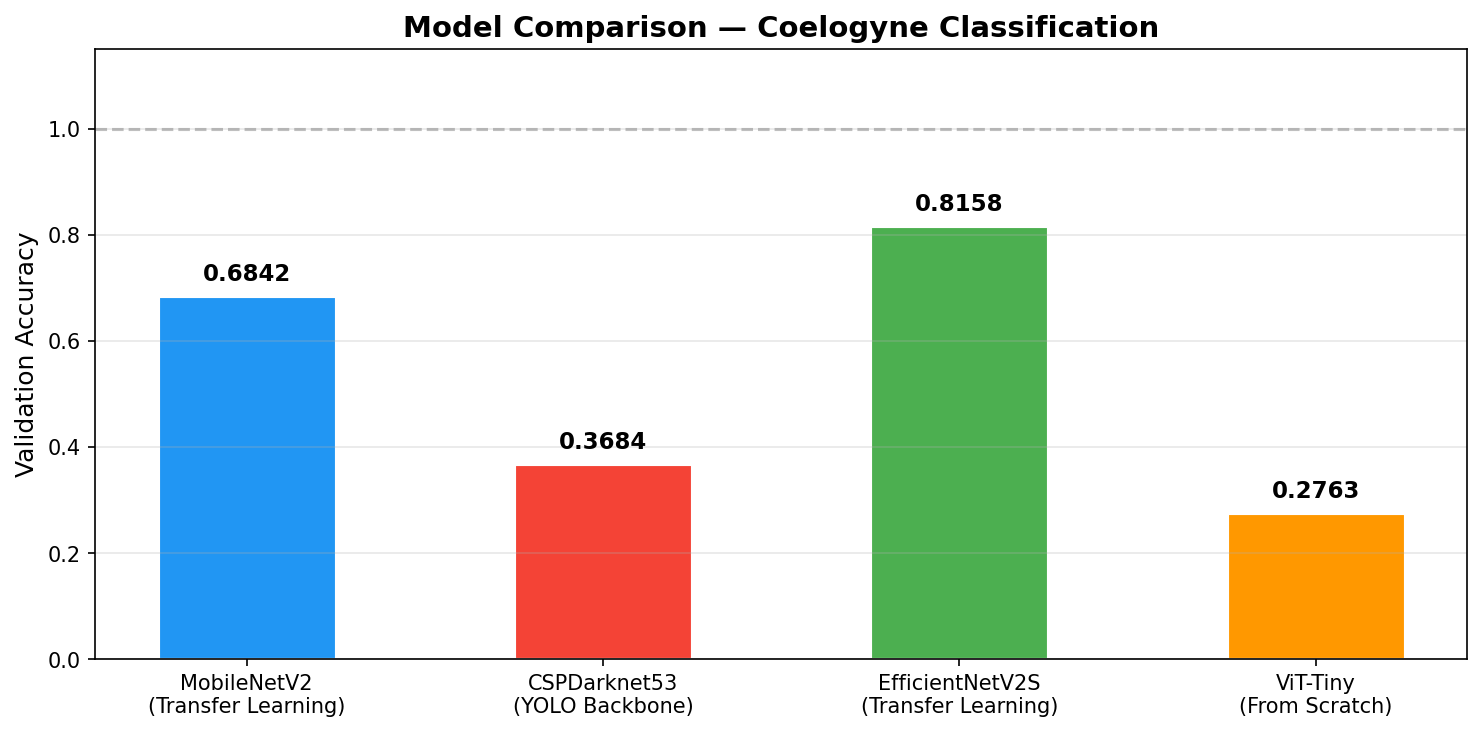 Model Comparison — Coelogyne Classification
Validation Accuracy
1.0
0.8
0.6
0.4
0.2
0.0
0.6842
0.3684
0.8158
0.2763
MobileNetV2
(Transfer Learning)
CSPDarknet53
(YOLO Backbone)
EfficientNetV2S
(Transfer Learning)
ViT-Tiny
(From Scratch)